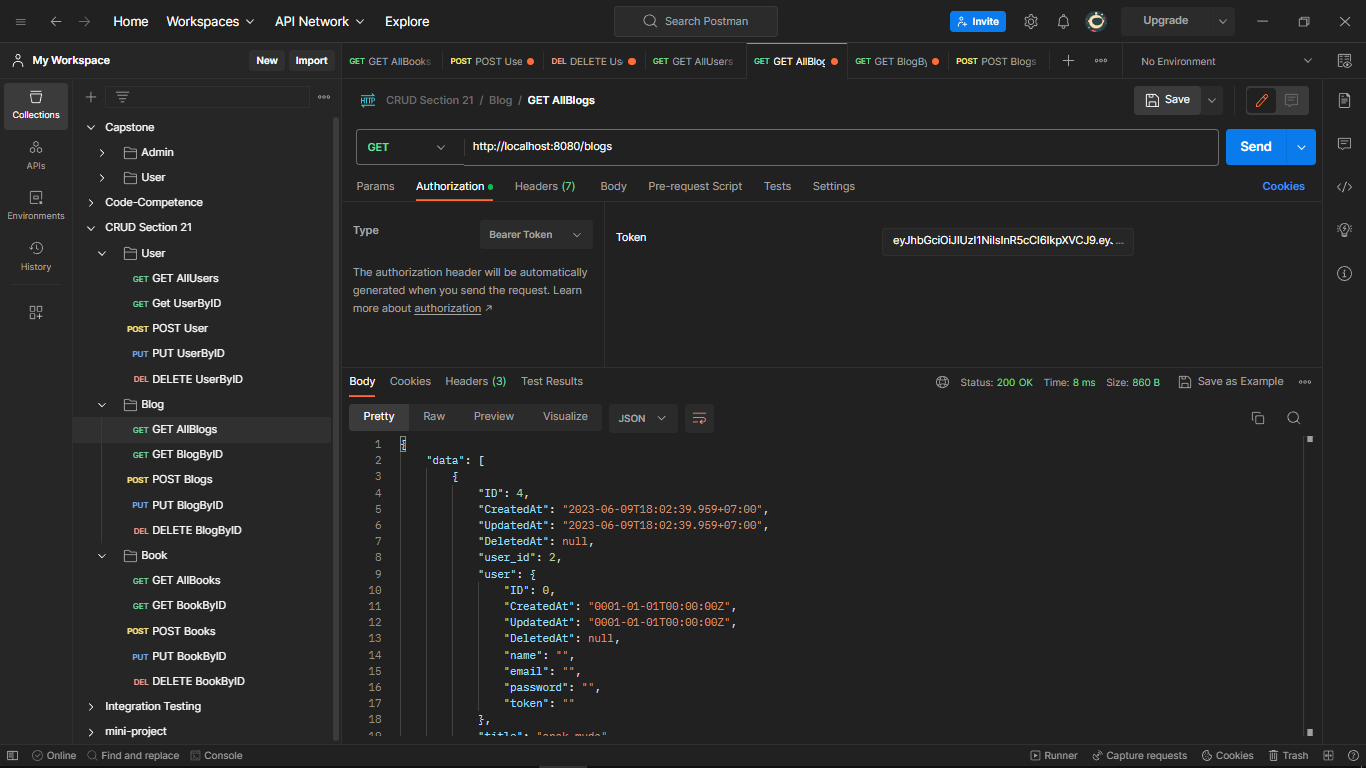 Home Workspaces API Network Explore Search Postman Invite Upgrade
My Workspace New Import
GET GET AllBooks POST POST Use DEL DELETE Us GET GET AllUsers GET GET AllBlog GET GET BlogBy POST POST Blogs No Environment
Collections
APIs
Environments
History
Capstone
Admin
User
Code-Competence
CRUD Section 21
User
GET GET AllUsers
GET Get UserByID
POST POST User
PUT PUT UserByID
DEL DELETE UserByID
Blog
GET GET AllBlogs
GET GET BlogByID
POST POST Blogs
PUT PUT BlogByID
DEL DELETE BlogByID
Book
GET GET AllBooks
GET GET BookByID
POST POST Books
PUT PUT BookByID
DEL DELETE BookByID
Integration Testing
mini-project
HTTP CRUD Section 21 / Blog / GET AllBlogs Save
GET http://localhost:8080/blogs Send
Params Authorization Headers (7) Body Pre-request Script Tests Settings Cookies
Type Bearer Token
The authorization header will be automatically
generated when you send the request. Learn
more about authorization ↗
Token eyJhbGciOiJIUzI1NiIsInR5cCI6IkpXVCJ9.eyJ...
Body Cookies Headers (3) Test Results Status: 200 OK Time: 8 ms Size: 860 B Save as Example
Pretty Raw Preview Visualize JSON
1 {
2 "data": [
3 {
4 "ID": 4,
5 "CreatedAt": "2023-06-09T18:02:39.959+07:00",
6 "UpdatedAt": "2023-06-09T18:02:39.959+07:00",
7 "DeletedAt": null,
8 "user_id": 2,
9 "user": {
10 "ID": 0,
11 "CreatedAt": "0001-01-01T00:00:00Z",
12 "UpdatedAt": "0001-01-01T00:00:00Z",
13 "DeletedAt": null,
14 "name": "",
15 "email": "",
16 "password": "",
17 "token": ""
18 },
19 "title":
Online Find and replace Console Runner Capture requests Cookies Trash